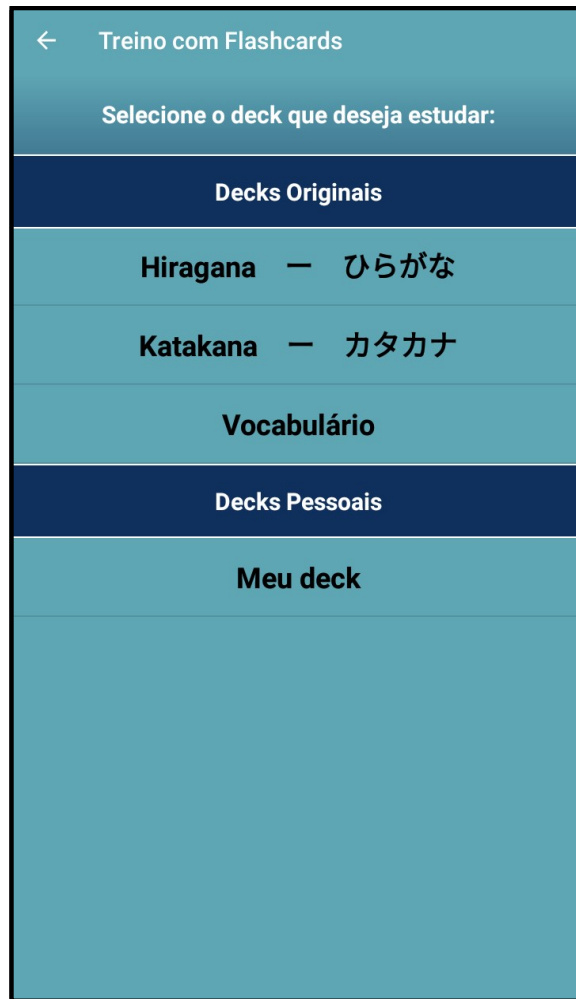 Treino com Flashcards
Selecione o deck que deseja estudar:
Decks Originais
Hiragana ー ひらがな
Katakana ー カタカナ
Vocabulário
Decks Pessoais
Meu deck